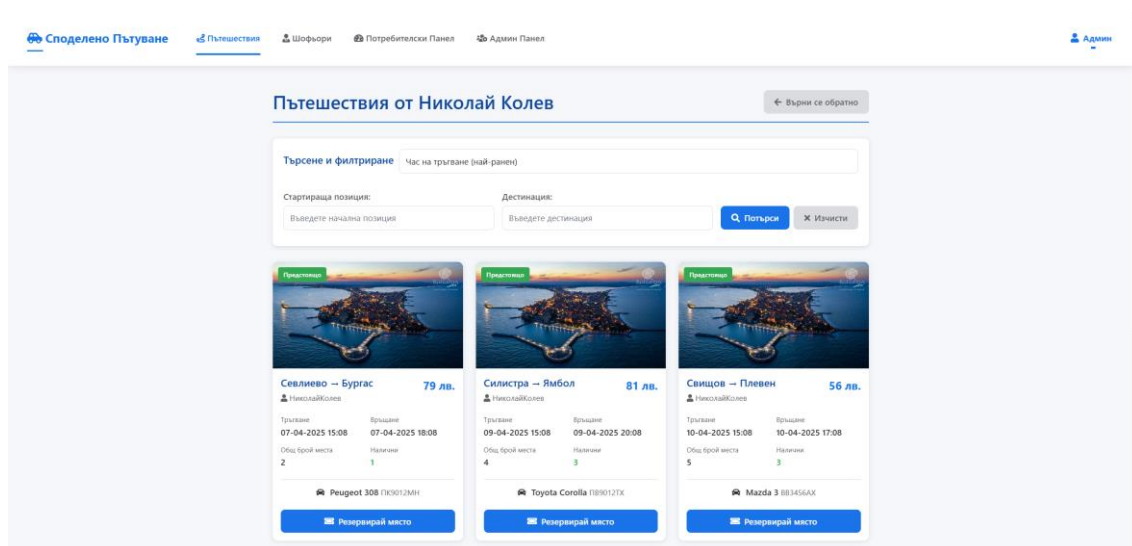 Споделено Пътуване Пътешествия Шофьори Потребителски Панел Админ Панел Админ
Пътешествия от Николай Колев Върни се обратно
Търсене и филтриране Час на тръгване (най-ранен)
Стартираща позиция: Дестинация:
Въведете начална позиция Въведете дестинация Потърси Изчисти
Предстоящо Предстоящо Предстоящо
Севлиево → Бургас 79 лв. Силистра → Ямбол 81 лв. Свищов → Плевен 56 лв.
НиколайКолев НиколайКолев НиколайКолев
Тръгване Връщане Тръгване Връщане Тръгване Връщане
07-04-2025 15:08 07-04-2025 18:08 09-04-2025 15:08 09-04-2025 20:08 10-04-2025 15:08 10-04-2025 17:08
Общ брой места Налични Общ брой места Налични Общ брой места Налични
2 1 4 3 5 3
Peugeot 308 ПК9012МН Toyota Corolla ПВ9012ТХ Mazda 3 ВВ3456АХ
Резервирай място Резервирай място Резервирай място